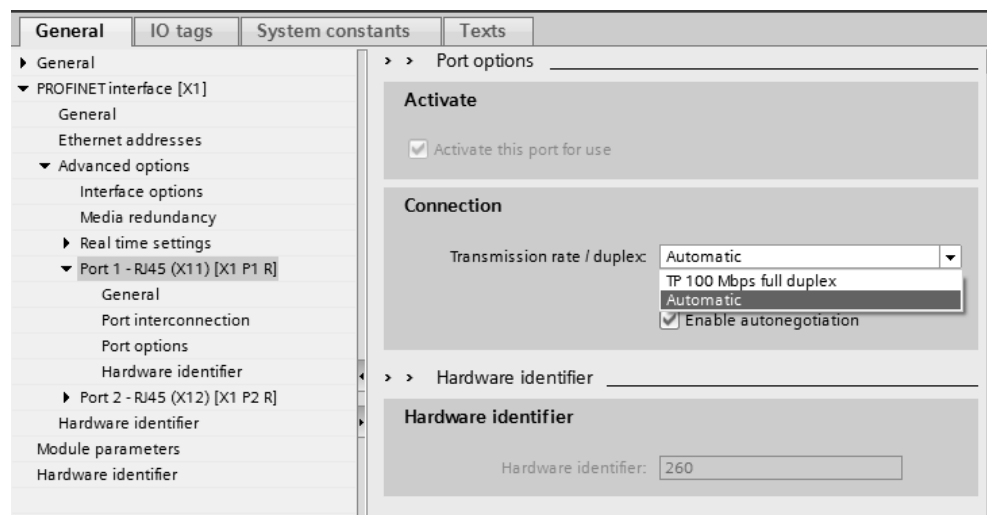 General IO tags System constants Texts
General
PROFINET interface [X1]
General
Ethernet addresses
Advanced options
Interface options
Media redundancy
Real time settings
Port 1 - RJ45 (X11) [X1 P1 R]
General
Port interconnection
Port options
Hardware identifier
Port 2 - RJ45 (X12) [X1 P2 R]
Hardware identifier
Module parameters
Hardware identifier
Port options
Activate
Activate this port for use
Connection
Transmission rate / duplex: Automatic
TP 100 Mbps full duplex
Automatic
Enable autonegotiation
Hardware identifier
Hardware identifier
Hardware identifier: 260